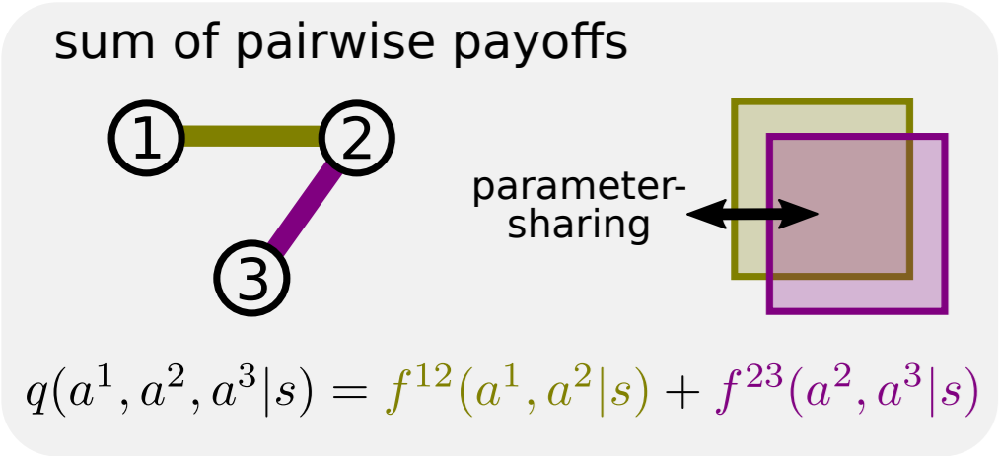 sum of pairwise payoffs
1
2
3
parameter-
sharing
q(a¹, a², a³|s) = f¹²(a¹, a²|s) + f²³(a², a³|s)